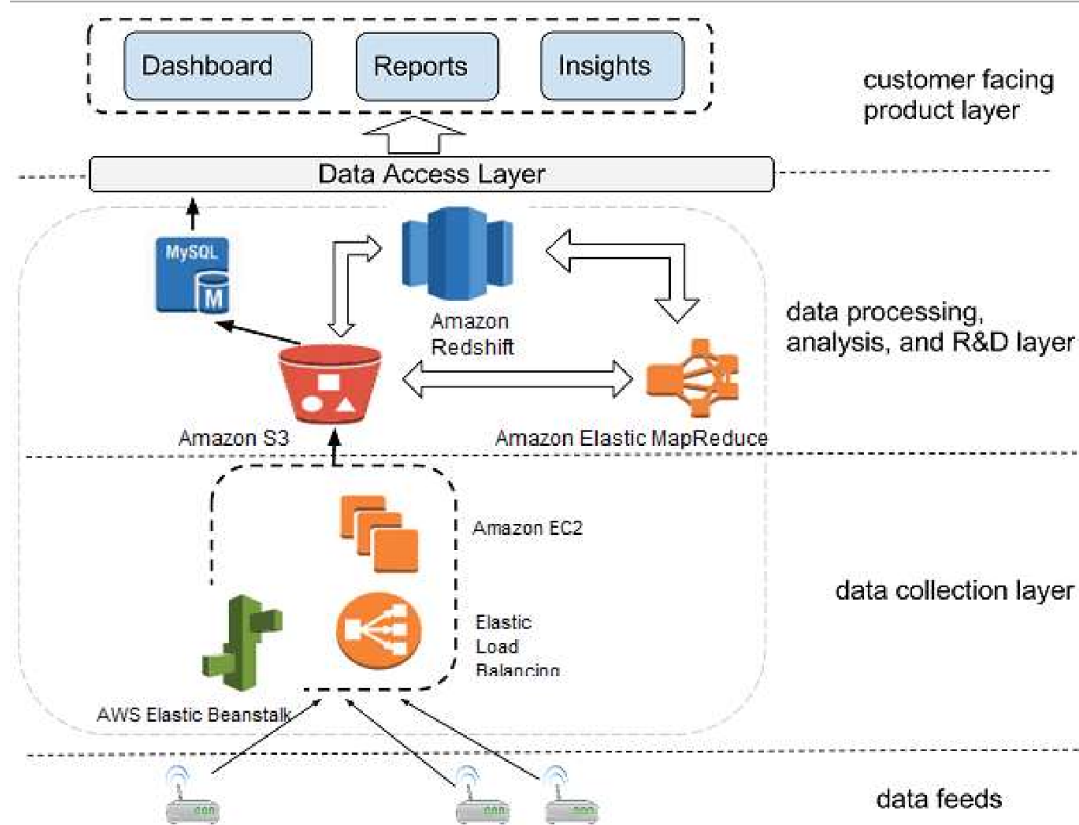 Dashboard
Reports
Insights
customer facing
product layer
Data Access Layer
MySQL
M
Amazon
Redshift
data processing,
analysis, and R&D layer
Amazon S3
Amazon Elastic MapReduce
Amazon EC2
data collection layer
Elastic
Load
Balancing
AWS Elastic Beanstalk
data feeds